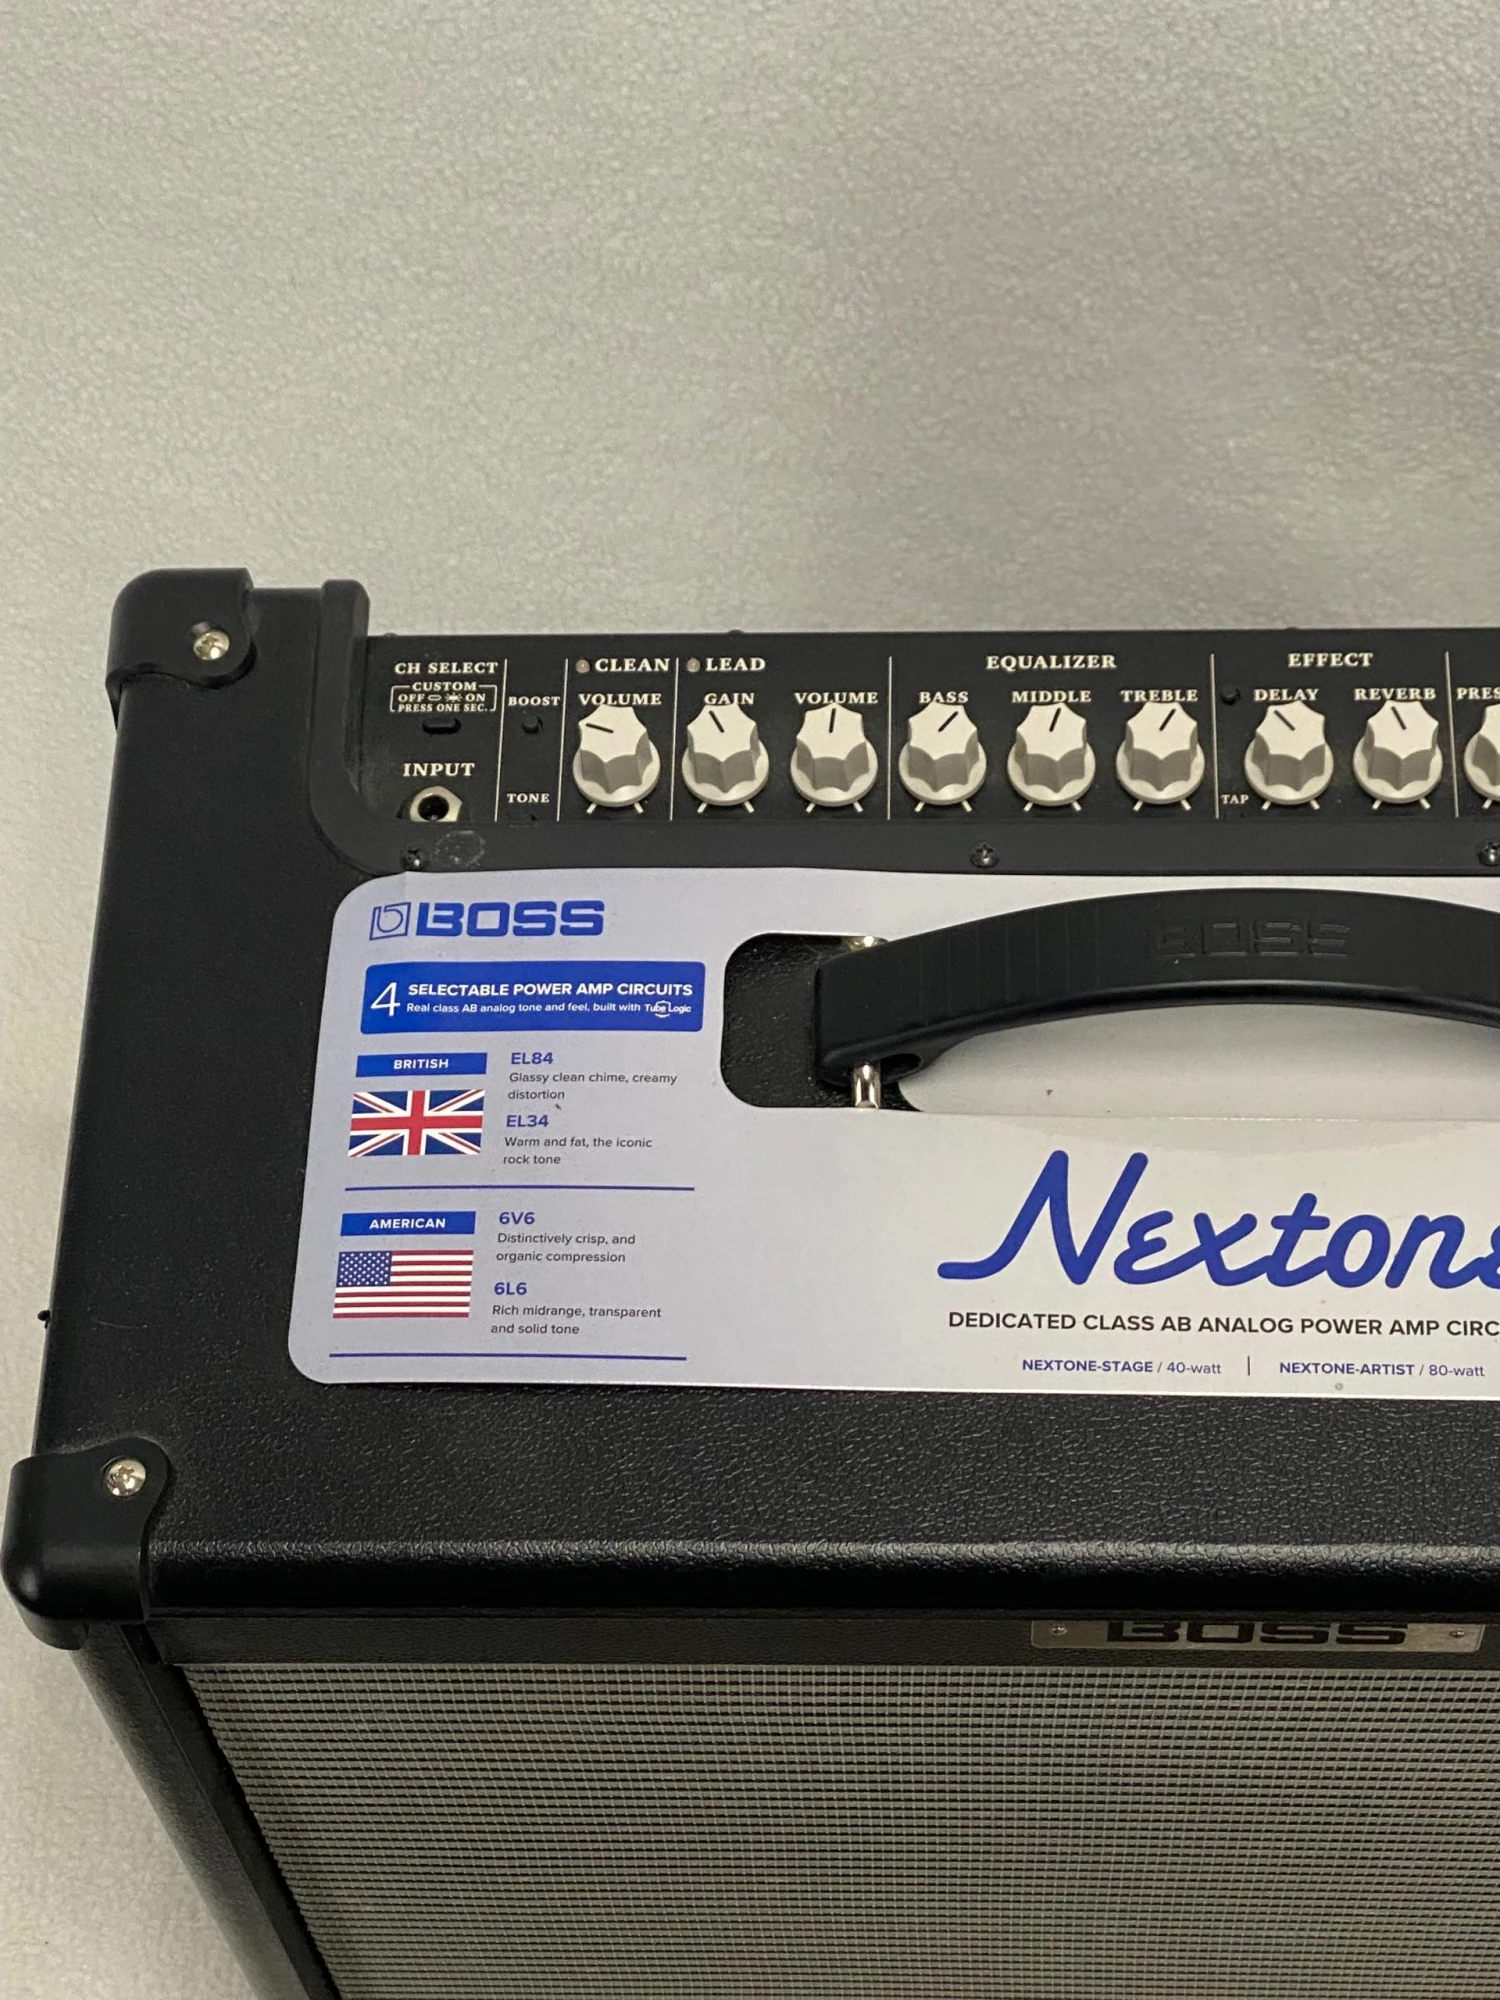 CH SELECT
CUSTOM
OFF ON
PRESS ONE SEC.
INPUT
BOOST
TONE
CLEAN
VOLUME
LEAD
GAIN
VOLUME
EQUALIZER
BASS
MIDDLE
TREBLE
EFFECT
DELAY
REVERB
TAP
PRES
BOSS
4 SELECTABLE POWER AMP CIRCUITS
Real class AB analog tone and feel, built with Tube Logic
BRITISH
EL84
Glassy clean chime, creamy
distortion
EL34
Warm and fat, the iconic
rock tone
AMERICAN
6V6
Distinctively crisp, and
organic compression
6L6
Rich midrange, transparent
and solid tone
BOSS
Nextone
DEDICATED CLASS AB ANALOG POWER AMP CIRC
NEXTONE-STAGE / 40-watt | NEXTONE-ARTIST / 80-watt
BOSS